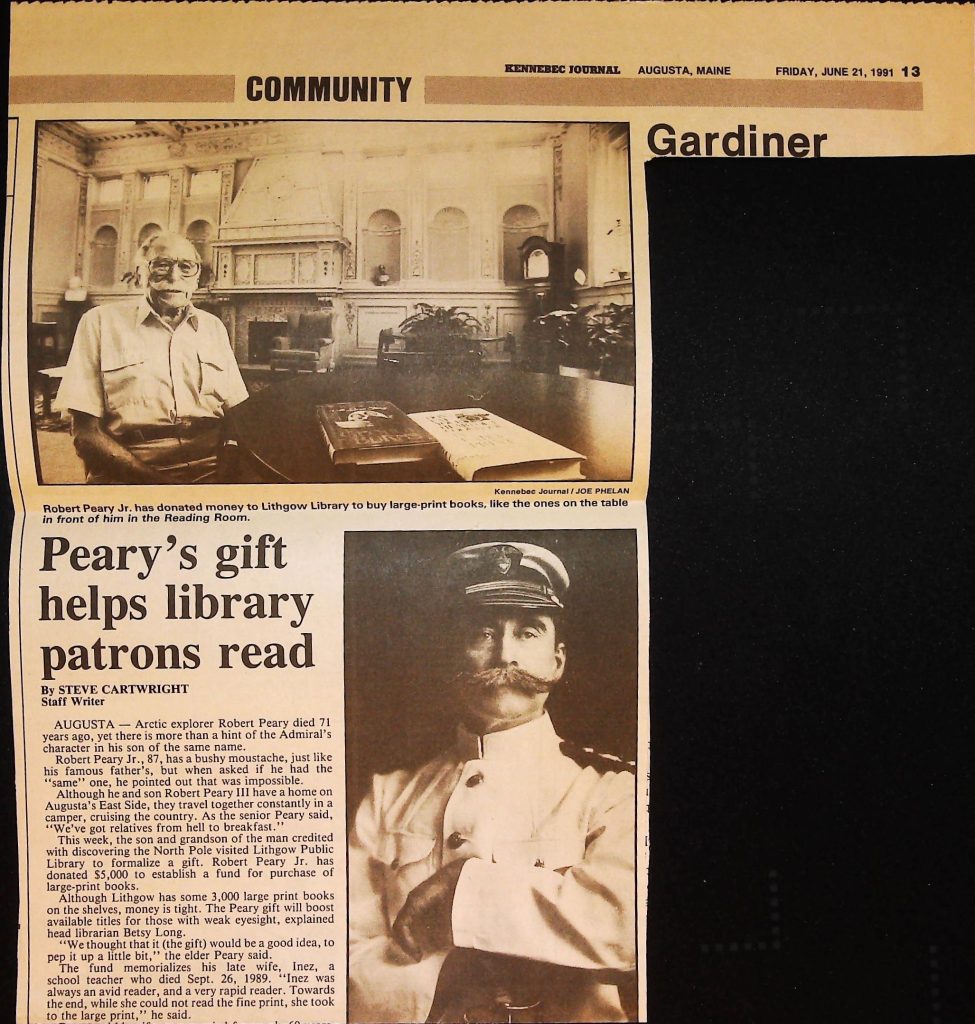 KENNEBEC JOURNAL AUGUSTA, MAINE FRIDAY, JUNE 21, 1991 13
COMMUNITY
Gardiner
Kennebec Journal / JOE PHELAN
Robert Peary Jr. has donated money to Lithgow Library to buy large-print books, like the ones on the table
in front of him in the Reading Room.
Peary's gift
helps library
patrons read
By STEVE CARTWRIGHT
Staff Writer
AUGUSTA — Arctic explorer Robert Peary died 71
years ago, yet there is more than a hint of the Admiral's
character in his son of the same name.
Robert Peary Jr., 87, has a bushy moustache, just like
his famous father's, but when asked if he had the
"same" one, he pointed out that was impossible.
Although he and son Robert Peary III have a home on
Augusta's East Side, they travel together constantly in a
camper, cruising the country. As the senior Peary said,
"We've got relatives from hell to breakfast."
This week, the son and grandson of the man credited
with discovering the North Pole visited Lithgow Public
Library to formalize a gift. Robert Peary Jr. has
donated $5,000 to establish a fund for purchase of
large-print books.
Although Lithgow has some 3,000 large print books
on the shelves, money is tight. The Peary gift will boost
available titles for those with weak eyesight, explained
head librarian Betsy Long.
"We thought that it (the gift) would be a good idea, to
pep it up a little bit," the elder Peary said.
The fund memorializes his late wife, Inez, a
school teacher who died Sept. 26, 1989. "Inez was
always an avid reader, and a very rapid reader. Towards
the end, while she could not read the fine print, she took
to the large print," he said.